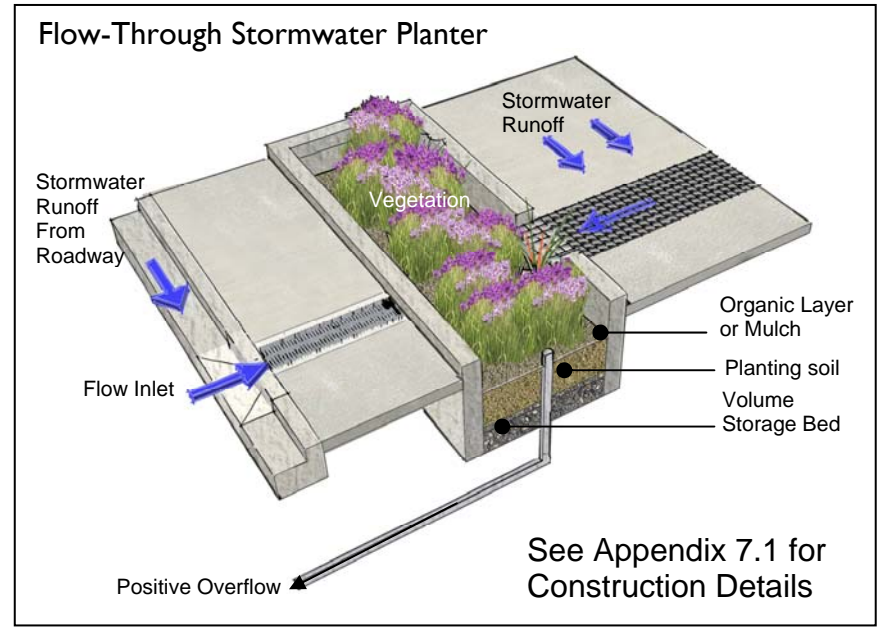 Flow-Through Stormwater Planter
Stormwater
Runoff
Stormwater
Runoff
From
Roadway
Vegetation
Organic Layer
or Mulch
Planting soil
Flow Inlet
Volume
Storage Bed
See Appendix 7.1 for
Construction Details
Positive Overflow